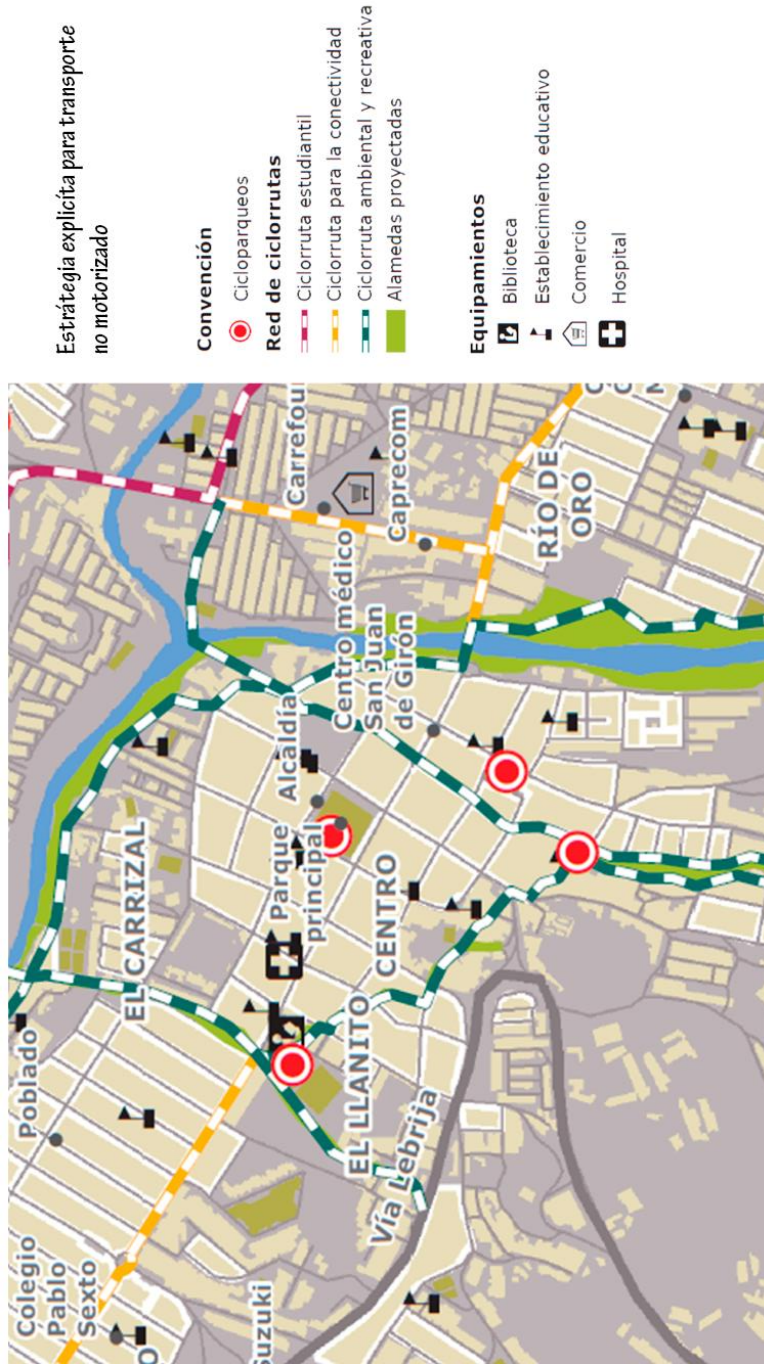 Estrátegia explicíta para transporte
no motorizado
Convención
Cicloparqueos
Red de ciclorrutas
Ciclorruta estudiantil
Ciclorruta para la conectividad
Ciclorruta ambiental y recreativa
Alamedas proyectadas
Equipamientos
Biblioteca
Establecimiento educativo
Comercio
Hospital
Colegio
Pablo
Sexto
Poblado
EL CARRIZAL
Suzuki
Vía Lebrija
EL LLANITO
CENTRO
Parque
principal
Alcaldía
Centro médico
San Juan
de Girón
Carrefour
Caprecom
RÍO DE
ORO